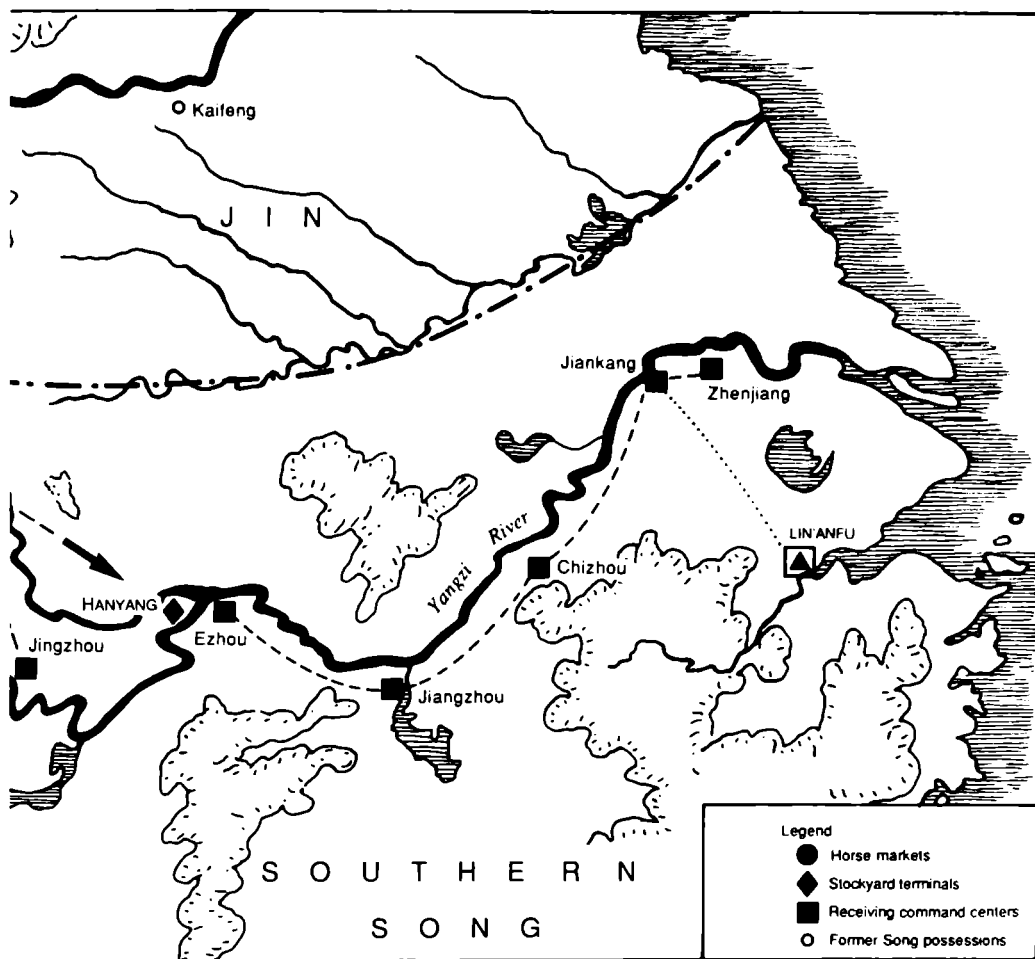 Kaifeng
J I N
Jiankang
Zhenjiang
Yangzi River
LIN'ANFU
Chizhou
HANYANG
Ezhou
Jingzhou
Jiangzhou
S O U T H E R N
S O N G
Legend
Horse markets
Stockyard terminals
Receiving command centers
Former Song possessions